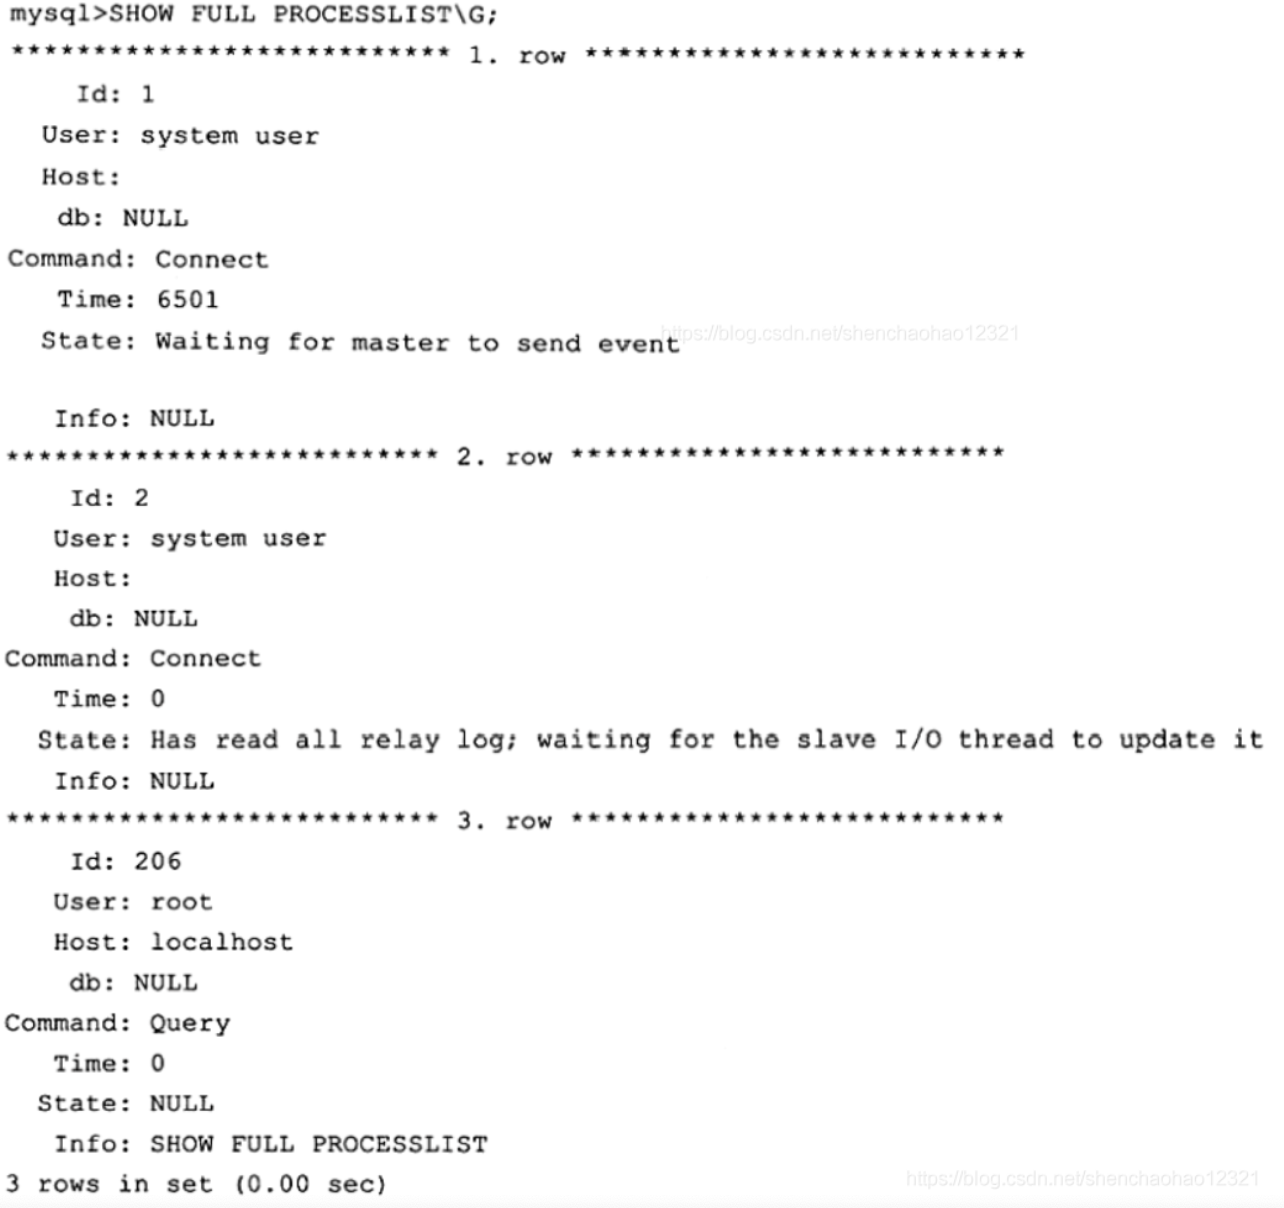 mysql>SHOW FULL PROCESSLIST\G;
*************************** 1. row ***************************
Id: 1
User: system user
Host:
db: NULL
Command: Connect
Time: 6501
State: Waiting for master to send event
https://blog.csdn.net/shenchaohao12321
Info: NULL
*************************** 2. row ***************************
Id: 2
User: system user
Host:
db: NULL
Command: Connect
Time: 0
State: Has read all relay log; waiting for the slave I/O thread to update it
Info: NULL
*************************** 3. row ***************************
Id: 206
User: root
Host: localhost
db: NULL
Command: Query
Time: 0
State: NULL
Info: SHOW FULL PROCESSLIST
3 rows in set (0.00 sec)
https://blog.csdn.net/shenchaohao12321